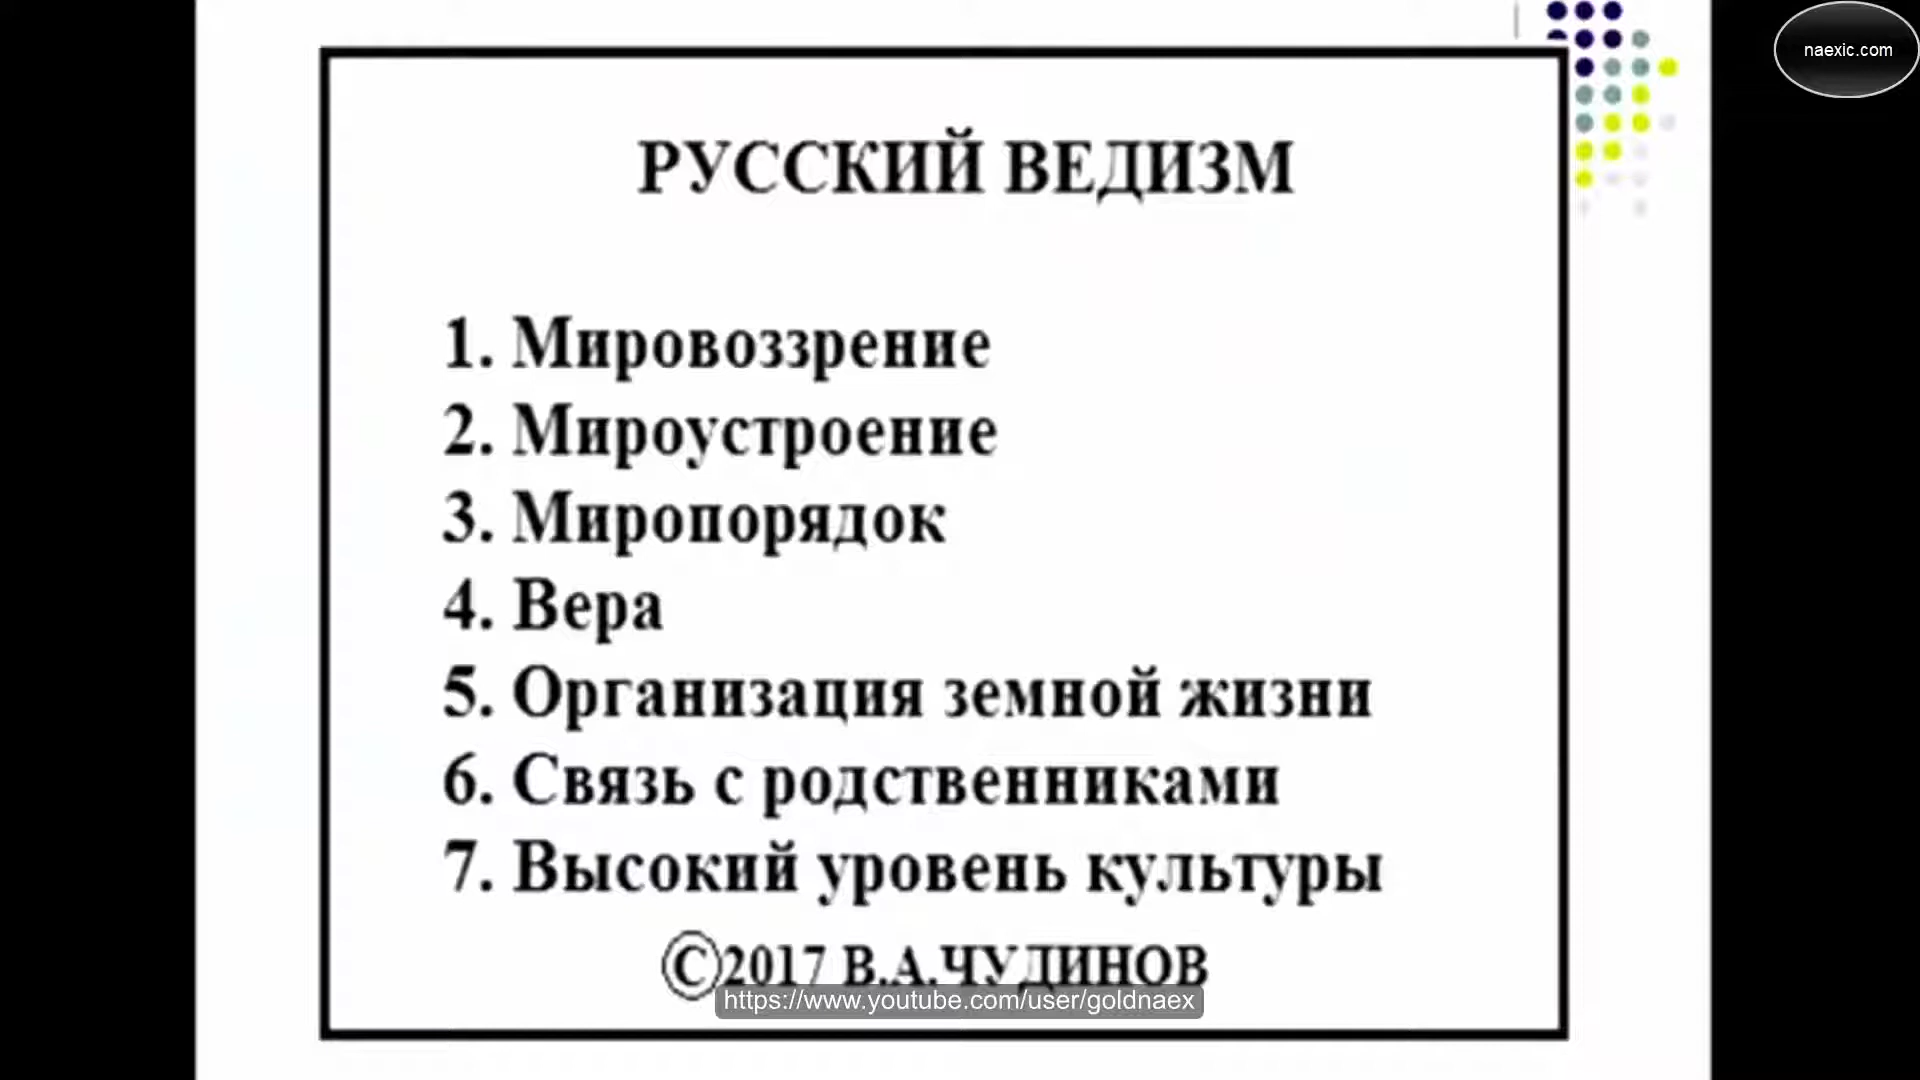 naexic.com
РУССКИЙ ВЕДИЗМ
1. Мировоззрение
2. Мироустроение
3. Миропорядок
4. Вера
5. Организация земной жизни
6. Связь с родственниками
7. Высокий уровень культуры
©2017 В.А.ЧУДИНОВ
https://www.youtube.com/user/goldnaex